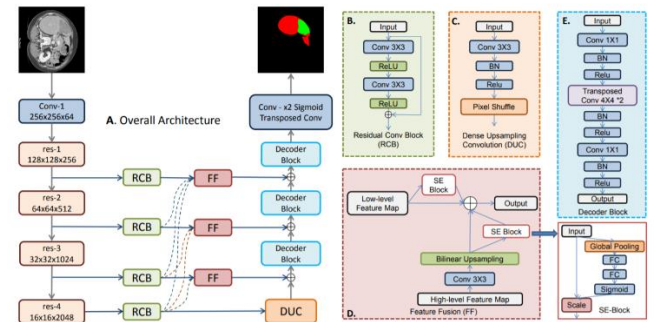 A. Overall Architecture
Conv-1
256x256x64
res-1
128x128x256
res-2
64x64x512
res-3
32x32x1024
res-4
16x16x2048
RCB
RCB
RCB
RCB
FF
FF
FF
Conv - x2 Sigmoid
Transposed Conv
Decoder
Block
Decoder
Block
Decoder
Block
DUC
B.
Input
Conv 3X3
ReLU
Conv 3X3
ReLU
Residual Conv Block
(RCB)
C.
Input
Conv 3X3
BN
Relu
Pixel Shuffle
Dense Upsampling
Convolution (DUC)
D.
Low-level
Feature Map
SE
Block
Output
SE Block
Bilinear Upsampling
Conv 3X3
High-level Feature Map
Feature Fusion (FF)
E.
Input
Conv 1X1
BN
Relu
Transposed
Conv 4X4 *2
BN
Relu
Conv 1X1
BN
Relu
Output
Decoder Block
Input
Global Pooling
FC
FC
Sigmoid
Scale
SE-Block